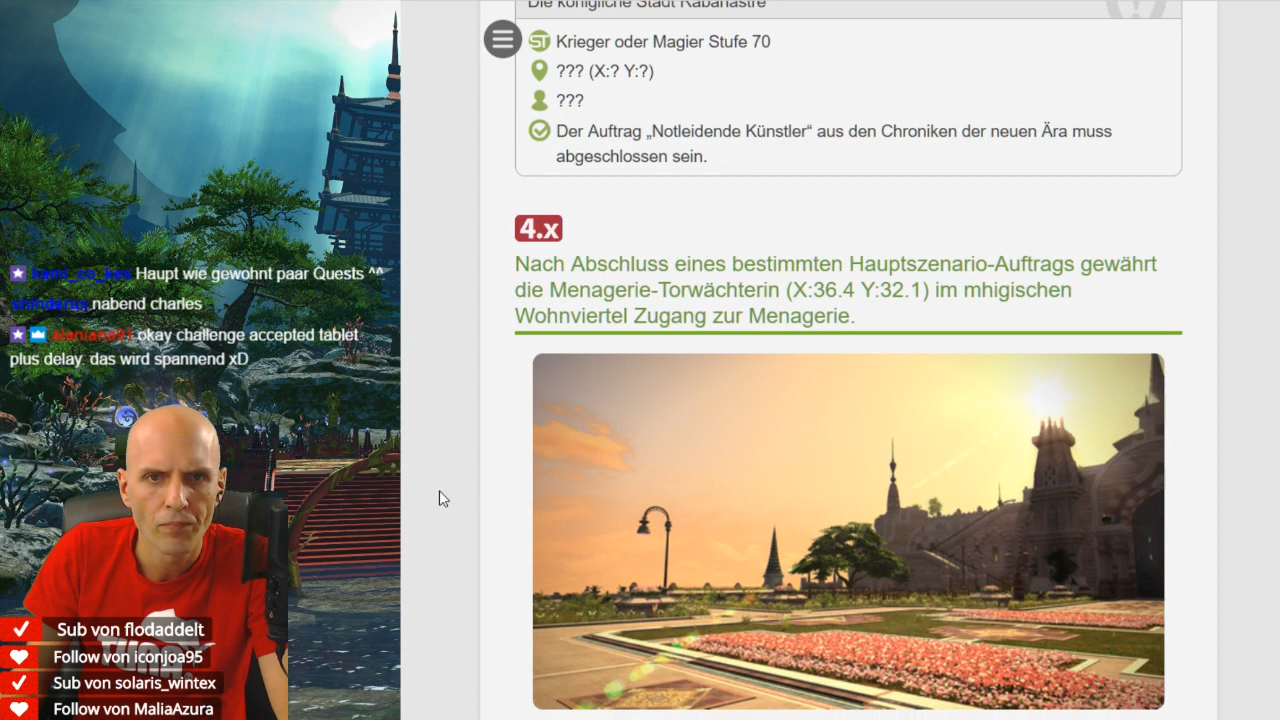 Die königliche Stadt Rabanastre
ST Krieger oder Magier Stufe 70
??? (X:? Y:?)
???
Der Auftrag „Notleidende Künstler“ aus den Chroniken der neuen Ära muss
abgeschlossen sein.
4.x
Nach Abschluss eines bestimmten Hauptszenario-Auftrags gewährt
die Menagerie-Torwächterin (X:36.4 Y:32.1) im mhigischen
Wohnviertel Zugang zur Menagerie.
Haupt wie gewohnt paar Quests ^^
nabend charles
okay challenge accepted tablet
plus delay. das wird spannend xD
Sub von flodaddelt
Follow von iconjoa95
Sub von solaris_wintex
Follow von MaliaAzura